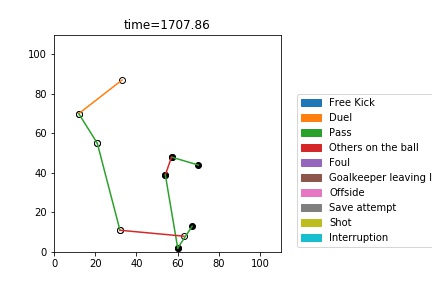 time=1707.86
100
80
60
40
20
0
0 20 40 60 80 100
Free Kick
Duel
Pass
Others on the ball
Foul
Goalkeeper leaving l
Offside
Save attempt
Shot
Interruption